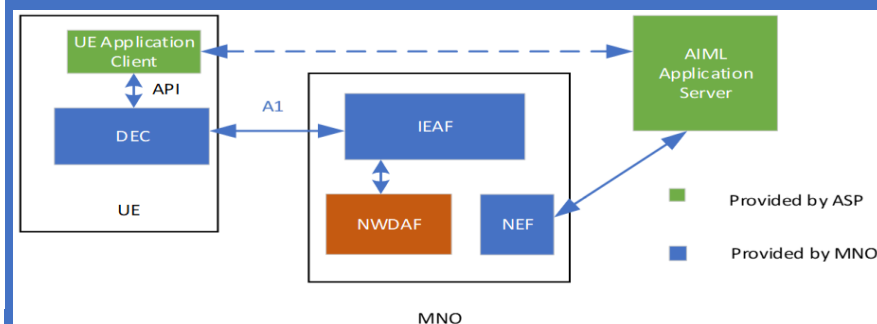 UE Application
Client
API
DEC
UE
A1
IEAF
NWDAF
NEF
MNO
AIML
Application
Server
Provided by ASP
Provided by MNO